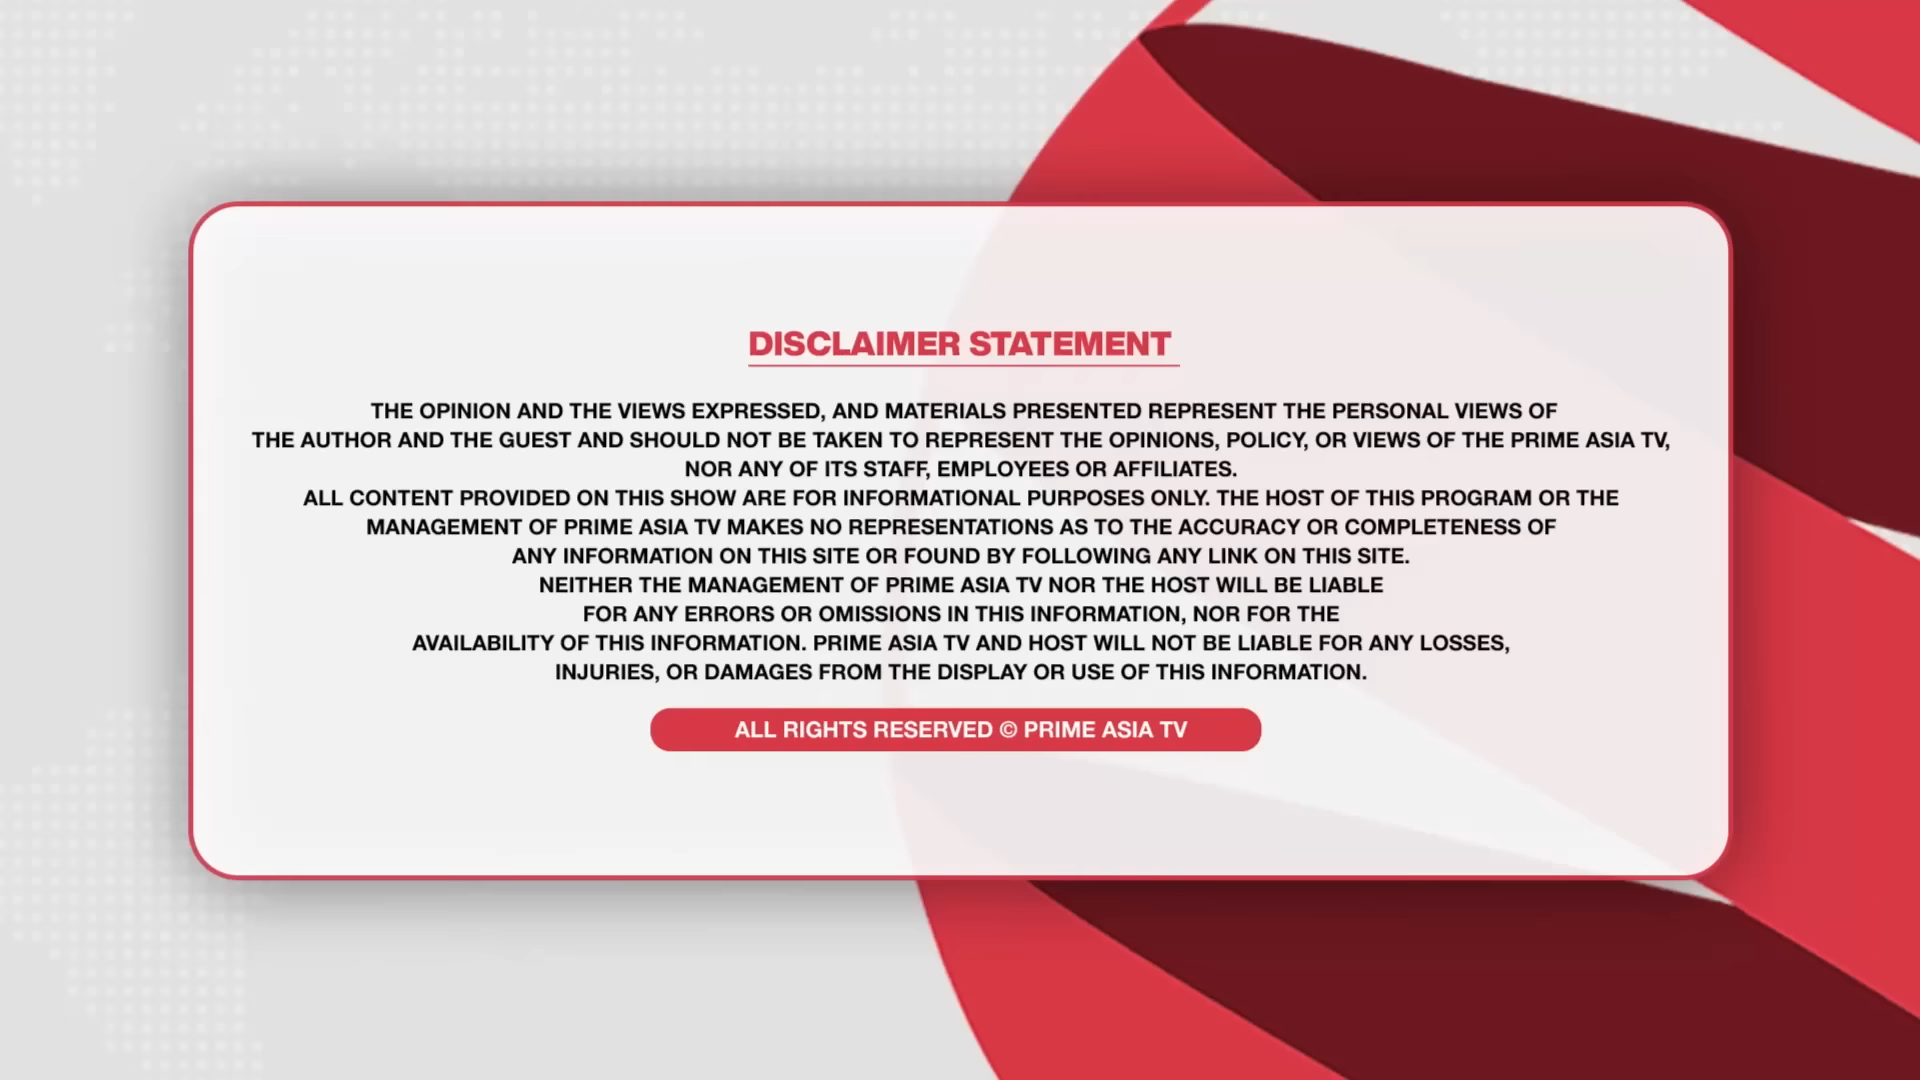 DISCLAIMER STATEMENT
THE OPINION AND THE VIEWS EXPRESSED, AND MATERIALS PRESENTED REPRESENT THE PERSONAL VIEWS OF
THE AUTHOR AND THE GUEST AND SHOULD NOT BE TAKEN TO REPRESENT THE OPINIONS, POLICY, OR VIEWS OF THE PRIME ASIA TV,
NOR ANY OF ITS STAFF, EMPLOYEES OR AFFILIATES.
ALL CONTENT PROVIDED ON THIS SHOW ARE FOR INFORMATIONAL PURPOSES ONLY. THE HOST OF THIS PROGRAM OR THE
MANAGEMENT OF PRIME ASIA TV MAKES NO REPRESENTATIONS AS TO THE ACCURACY OR COMPLETENESS OF
ANY INFORMATION ON THIS SITE OR FOUND BY FOLLOWING ANY LINK ON THIS SITE.
NEITHER THE MANAGEMENT OF PRIME ASIA TV NOR THE HOST WILL BE LIABLE
FOR ANY ERRORS OR OMISSIONS IN THIS INFORMATION, NOR FOR THE
AVAILABILITY OF THIS INFORMATION. PRIME ASIA TV AND HOST WILL NOT BE LIABLE FOR ANY LOSSES,
INJURIES, OR DAMAGES FROM THE DISPLAY OR USE OF THIS INFORMATION.
ALL RIGHTS RESERVED © PRIME ASIA TV